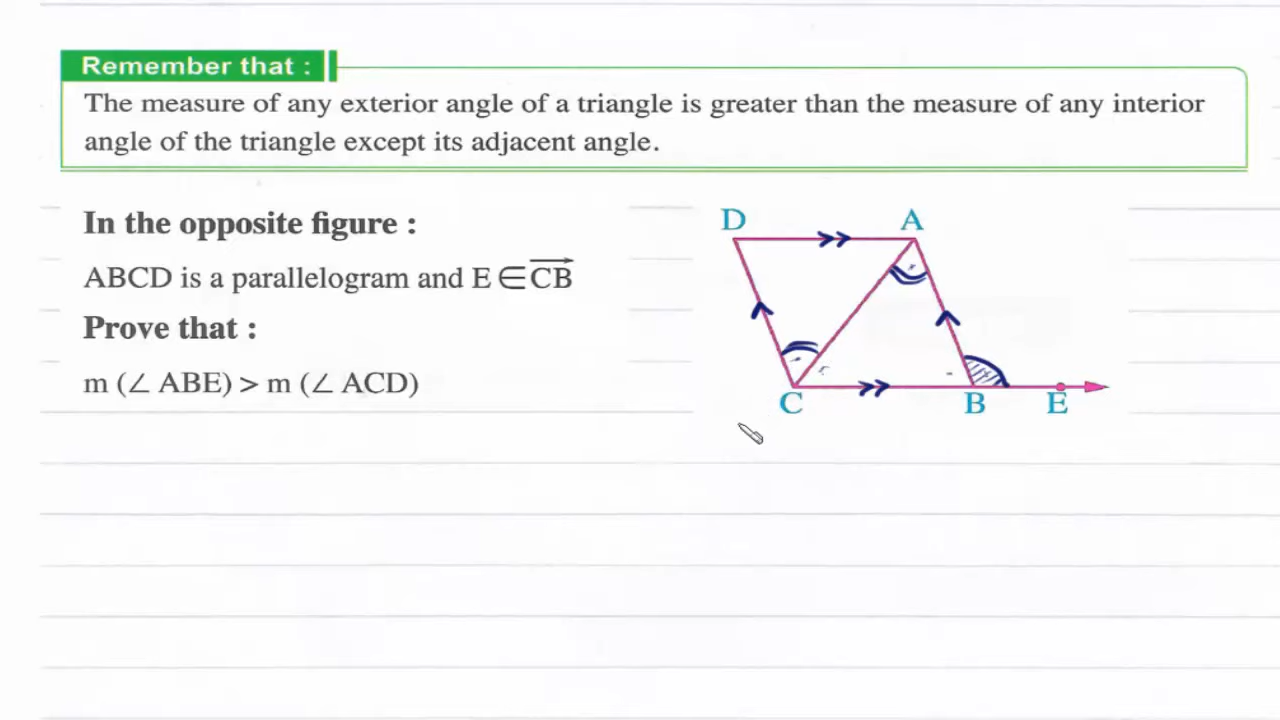 Remember that :
The measure of any exterior angle of a triangle is greater than the measure of any interior
angle of the triangle except its adjacent angle.
In the opposite figure :
ABCD is a parallelogram and E ∈ $\overrightarrow{CB}$
Prove that :
m (∠ ABE) > m (∠ ACD)
D A
C B E